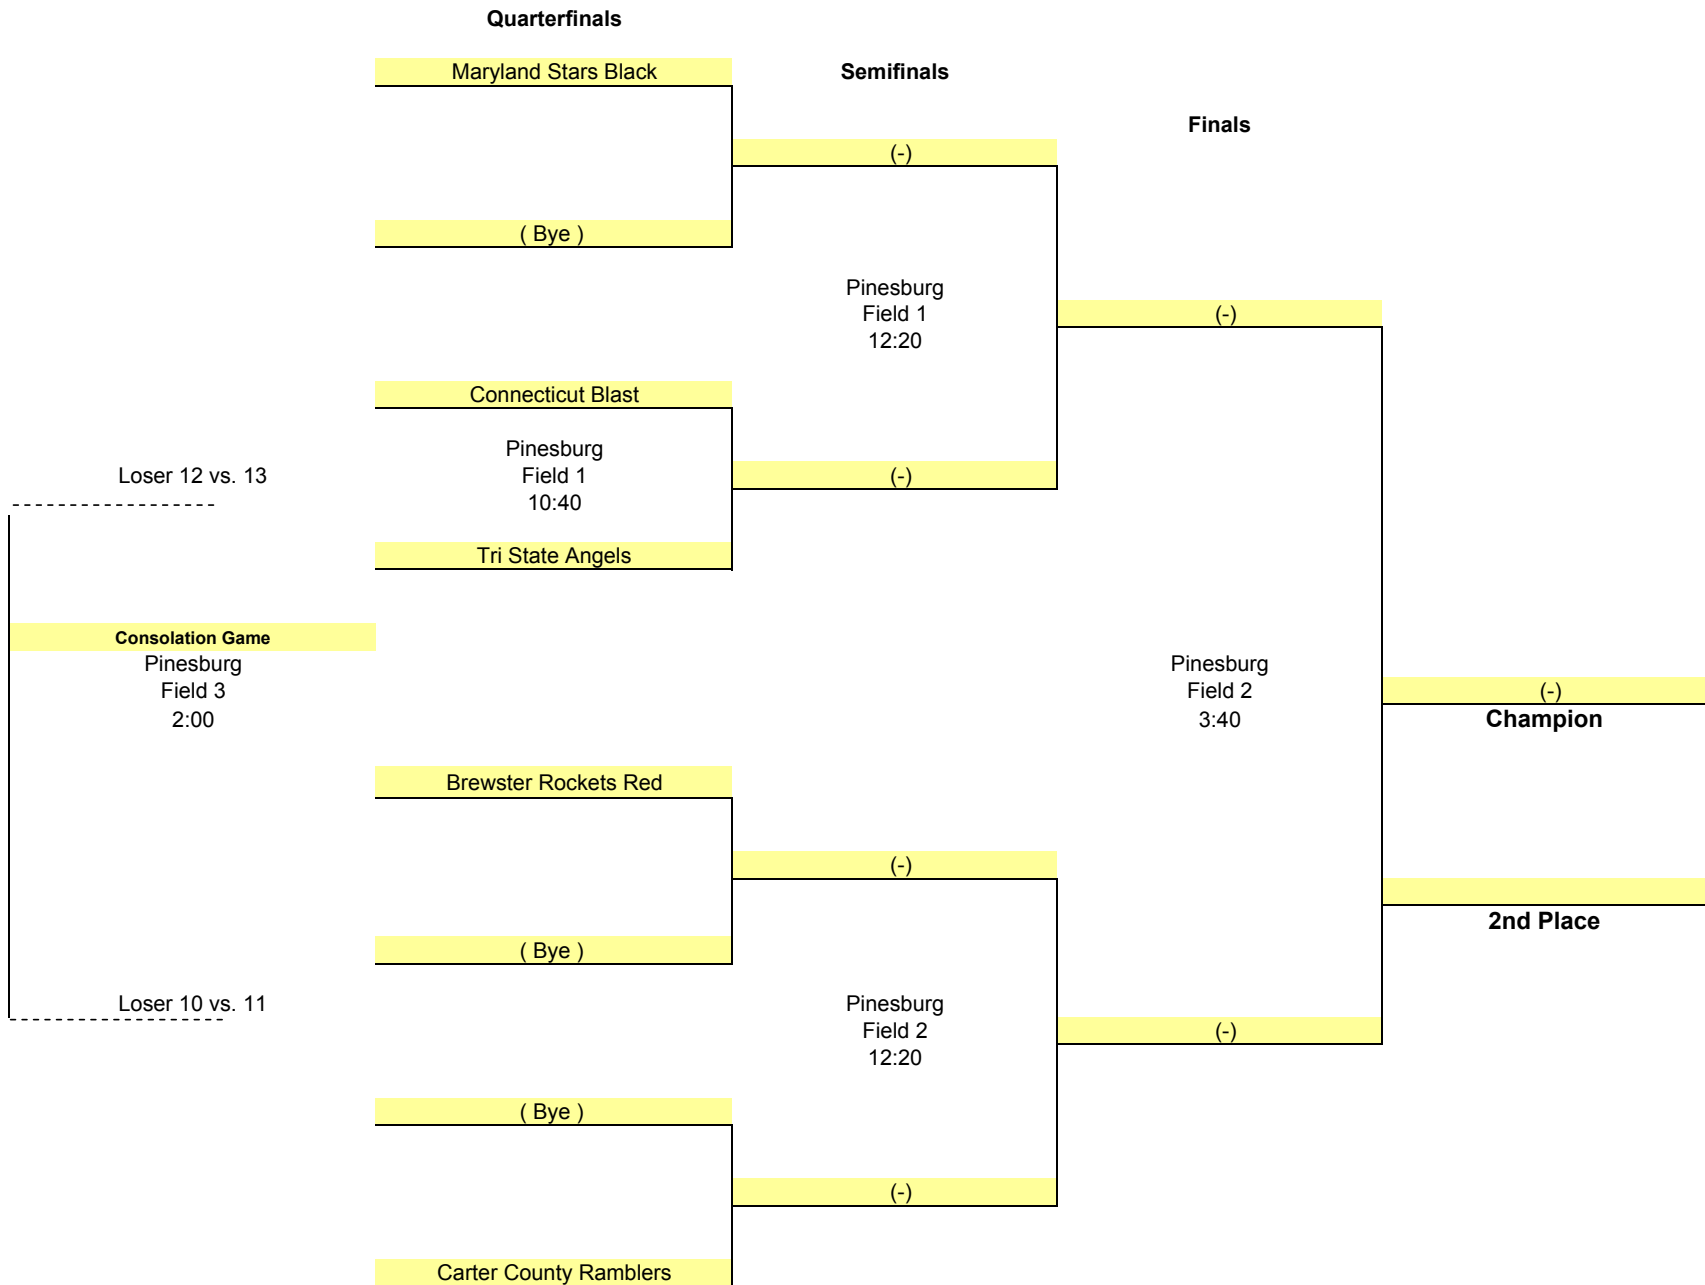 Quarterfinals
Maryland Stars Black
Semifinals
Finals
(-)
( Bye )
Pinesburg
Field 1
12:20
(-)
Connecticut Blast
Pinesburg
Field 1
10:40
Loser 12 vs. 13
(-)
Tri State Angels
Consolation Game
Pinesburg
Field 3
2:00
Pinesburg
Field 2
3:40
(-)
Champion
Brewster Rockets Red
(-)
2nd Place
( Bye )
Loser 10 vs. 11
Pinesburg
Field 2
12:20
(-)
( Bye )
(-)
Carter County Ramblers